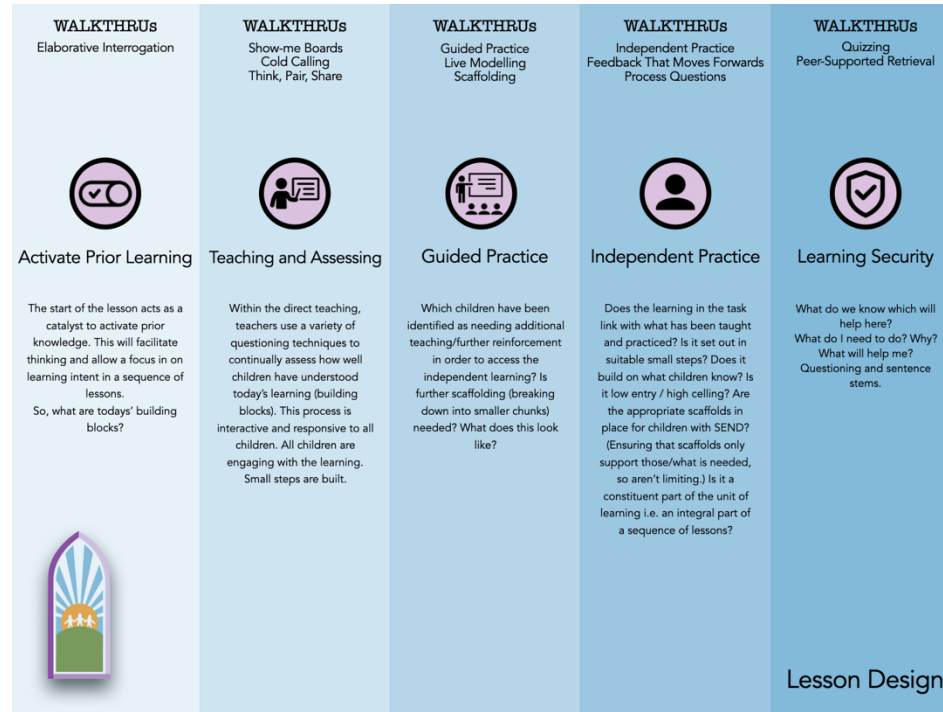 WALKTHRUs
Elaborative Interrogation
Activate Prior Learning
The start of the lesson acts as a
catalyst to activate prior
knowledge. This will facilitate
thinking and allow a focus in on
learning intent in a sequence of
lessons.
So, what are todays’ building
blocks?
WALKTHRUs
Show-me Boards
Cold Calling
Think, Pair, Share
Teaching and Assessing
Within the direct teaching,
teachers use a variety of
questioning techniques to
continually assess how well
children have understood
today’s learning (building
blocks). This process is
interactive and responsive to all
children. All children are
engaging with the learning.
Small steps are built.
WALKTHRUs
Guided Practice
Live Modelling
Scaffolding
Guided Practice
Which children have been
identified as needing additional
teaching/further reinforcement
in order to access the
independent learning? Is
further scaffolding (breaking
down into smaller chunks)
needed? What does this look
like?
WALKTHRUs
Independent Practice
Feedback That Moves Forwards
Process Questions
Independent Practice
Does the learning in the task
link with what has been taught
and practiced? Is it set out in
suitable small steps? Does it
build on what children know? Is
it low entry / high celling? Are
the appropriate scaffolds in
place for children with SEND?
(Ensuring that scaffolds only
support those/what is needed,
so aren’t limiting.) Is it a
constituent part of the unit of
learning i.e. an integral part of
a sequence of lessons?
WALKTHRUs
Quizzing
Peer-Supported Retrieval
Learning Security
What do we know which will
help here?
What do I need to do? Why?
What will help me?
Questioning and sentence
stems.
Lesson Design